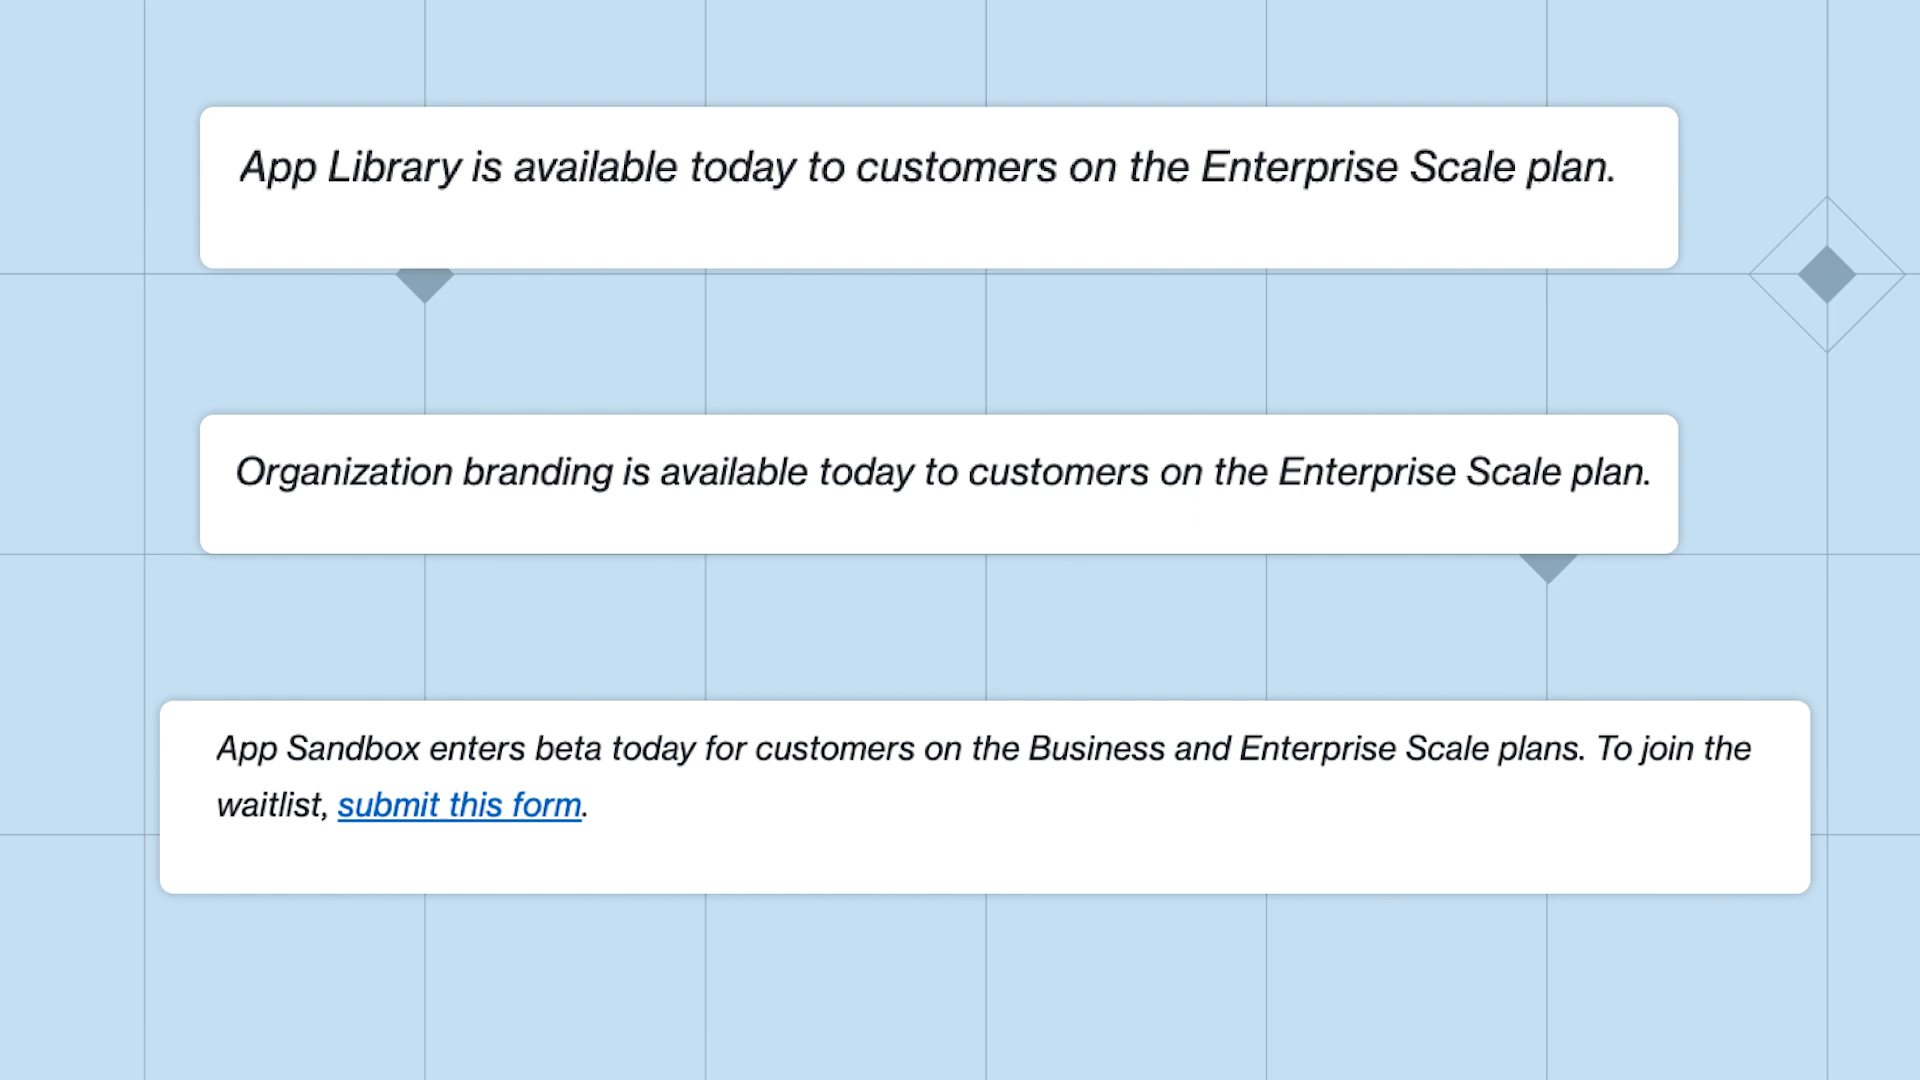 App Library is available today to customers on the Enterprise Scale plan.
Organization branding is available today to customers on the Enterprise Scale plan.
App Sandbox enters beta today for customers on the Business and Enterprise Scale plans. To join the
waitlist, submit this form.